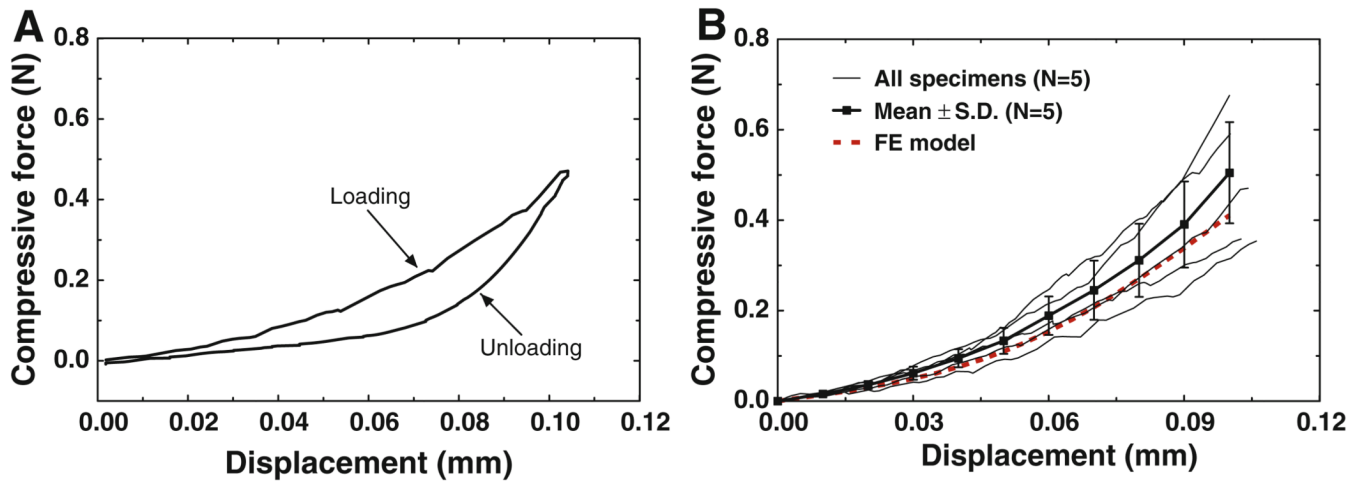 A
0.8
0.6
0.4
0.2
0.0
Compressive force (N)
Loading
Unloading
0.00
0.02
0.04
0.06
0.08
0.10
0.12
Displacement (mm)
B
0.8
0.6
0.4
0.2
0.0
Compressive force (N)
All specimens (N=5)
Mean ± S.D. (N=5)
FE model
0.00
0.03
0.06
0.09
0.12
Displacement (mm)